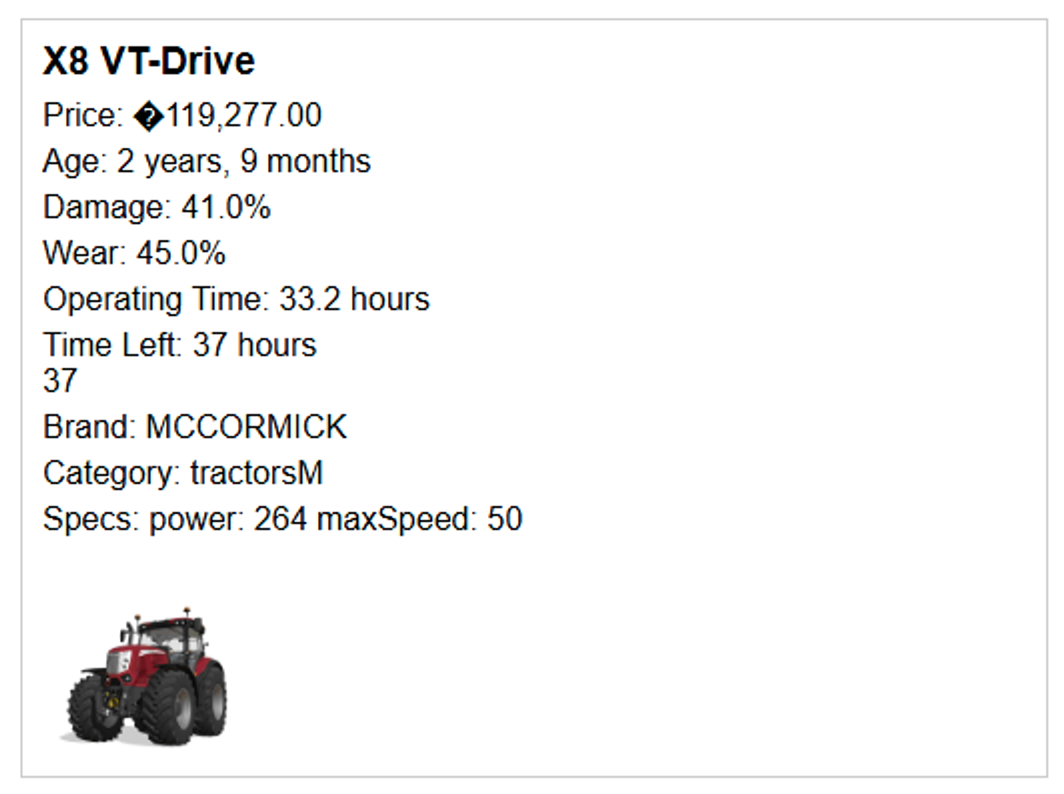 X8 VT-Drive
Price: �119,277.00
Age: 2 years, 9 months
Damage: 41.0%
Wear: 45.0%
Operating Time: 33.2 hours
Time Left: 37 hours
37
Brand: MCCORMICK
Category: tractorsM
Specs: power: 264 maxSpeed: 50